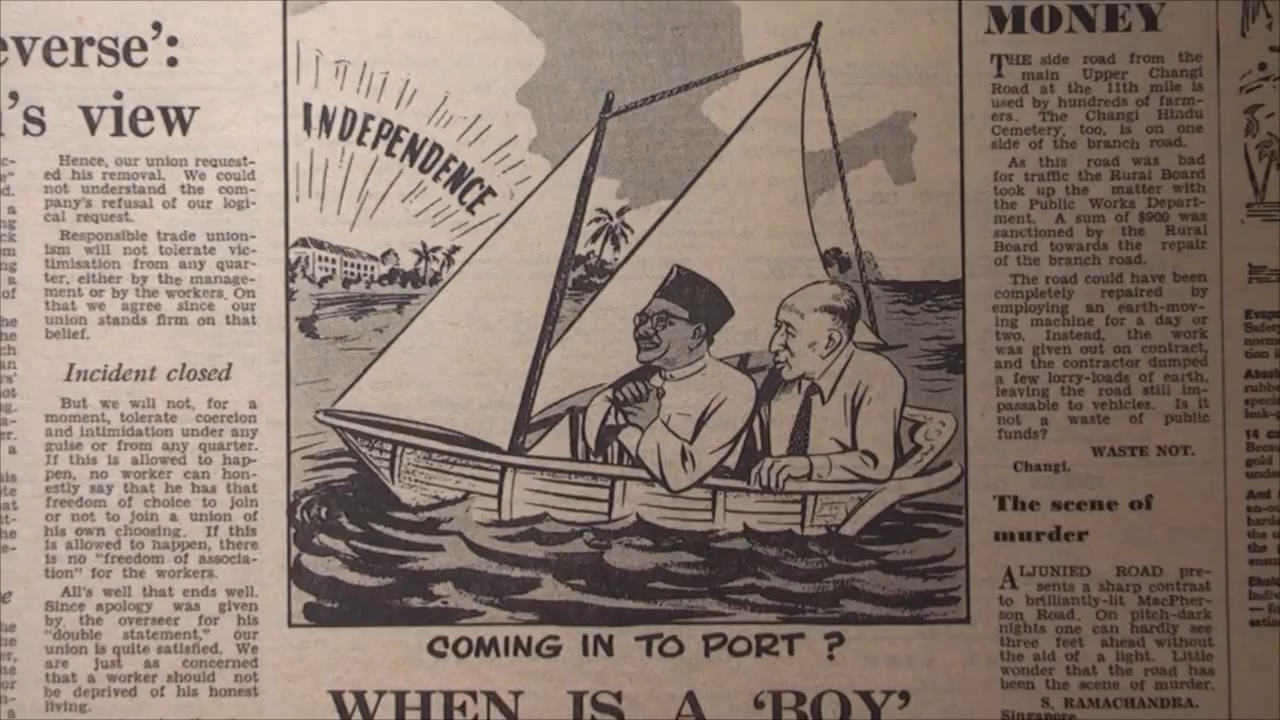 everse':
's view
Hence, our union request-
ed his removal. We could
not understand the com-
pany's refusal of our logi-
cal request.
Responsible trade union-
ism will not tolerate vic-
timisation from any quar-
ter, either by the manage-
ment or by the workers. On
that we agree since our
union stands firm on that
belief.
Incident closed
But we will not, for a
moment, tolerate coercion
and intimidation under any
guise or from any quarter.
If this is allowed to hap-
pen, no worker can hon-
estly say that he has that
freedom of choice to join
or not to join a union of
his own choosing. If this
is allowed to happen, there
is no "freedom of associa-
tion" for the workers.
All's well that ends well.
Since apology was given
by the overseer for his
"double statement," our
union is quite satisfied. We
are just as concerned
that a worker should not
be deprived of his honest
living.
INDEPENDENCE
COMING IN TO PORT ?
WHEN IS A 'BOY'
MONEY
THE side road from the
main Upper Changi
Road at the 11th mile is
used by hundreds of farm-
ers. The Changi Hindu
Cemetery, too, is on one
side of the branch road.
As this road was bad
for traffic the Rural Board
took up the matter with
the Public Works Depart-
ment. A sum of $900 was
sanctioned by the Rural
Board towards the repair
of the branch road.
The road could have been
completely repaired by
employing an earth-mov-
ing machine for a day or
two. Instead, the work
was given out on contract,
and the contractor dumped
a few lorry-loads of earth,
leaving the road still im-
passable to vehicles. Is it
not a waste of public
funds?
WASTE NOT.
Changi.
The scene of
murder
ALJUNIED ROAD pre-
sents a sharp contrast
to brilliantly-lit MacPher-
son Road. On pitch-dark
nights one can hardly see
three feet ahead without
the aid of a light. Little
wonder that the road has
been the scene of murder.
S. RAMACHANDRA.
Singapore